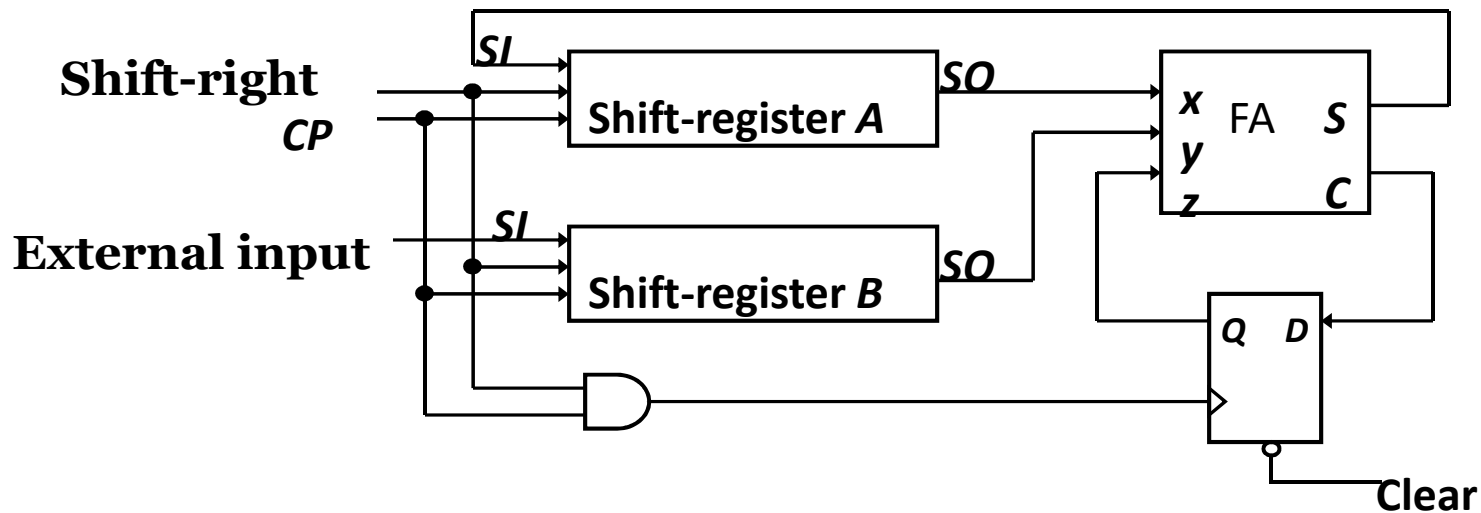 SI
Shift-right
CP
Shift-register A
SO
x
y
z
FA
S
C
External input
SI
Shift-register B
SO
Q
D
Clear